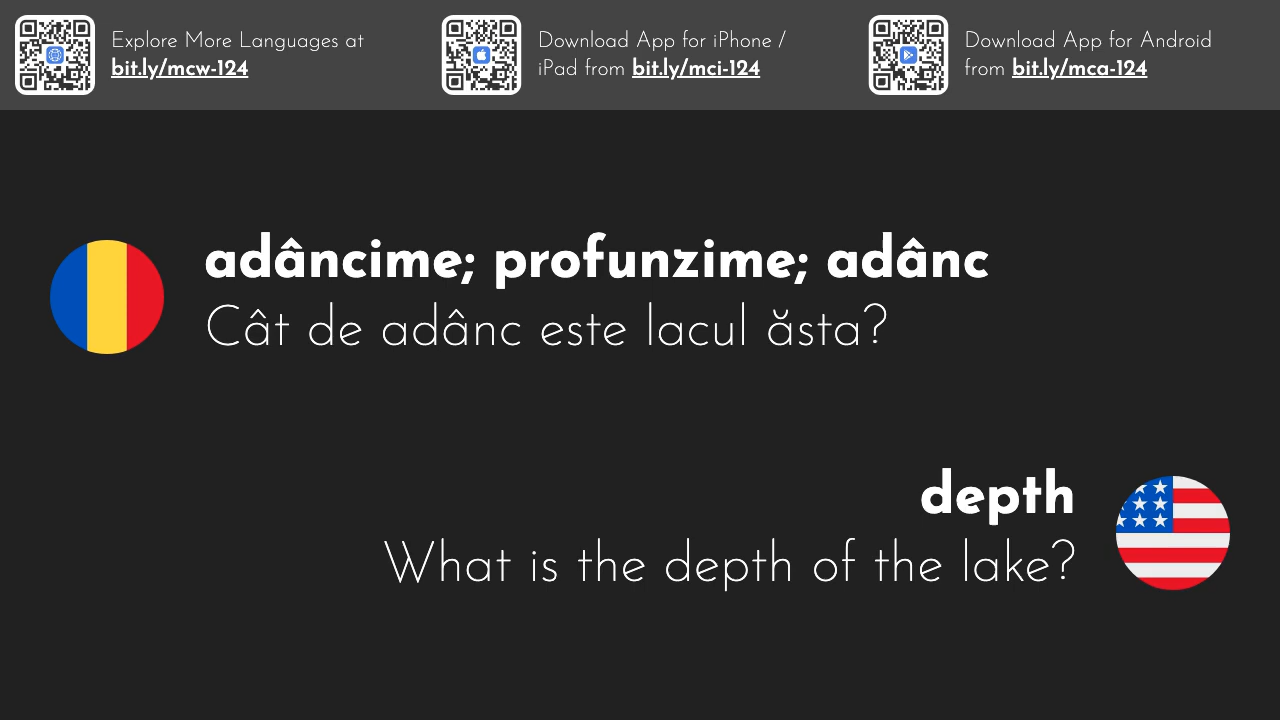 Explore More Languages at
bit.ly/mcw-124
Download App for iPhone /
iPad from bit.ly/mci-124
Download App for Android
from bit.ly/mca-124
adâncime; profunzime; adânc
Cât de adânc este lacul ăsta?
depth
What is the depth of the lake?